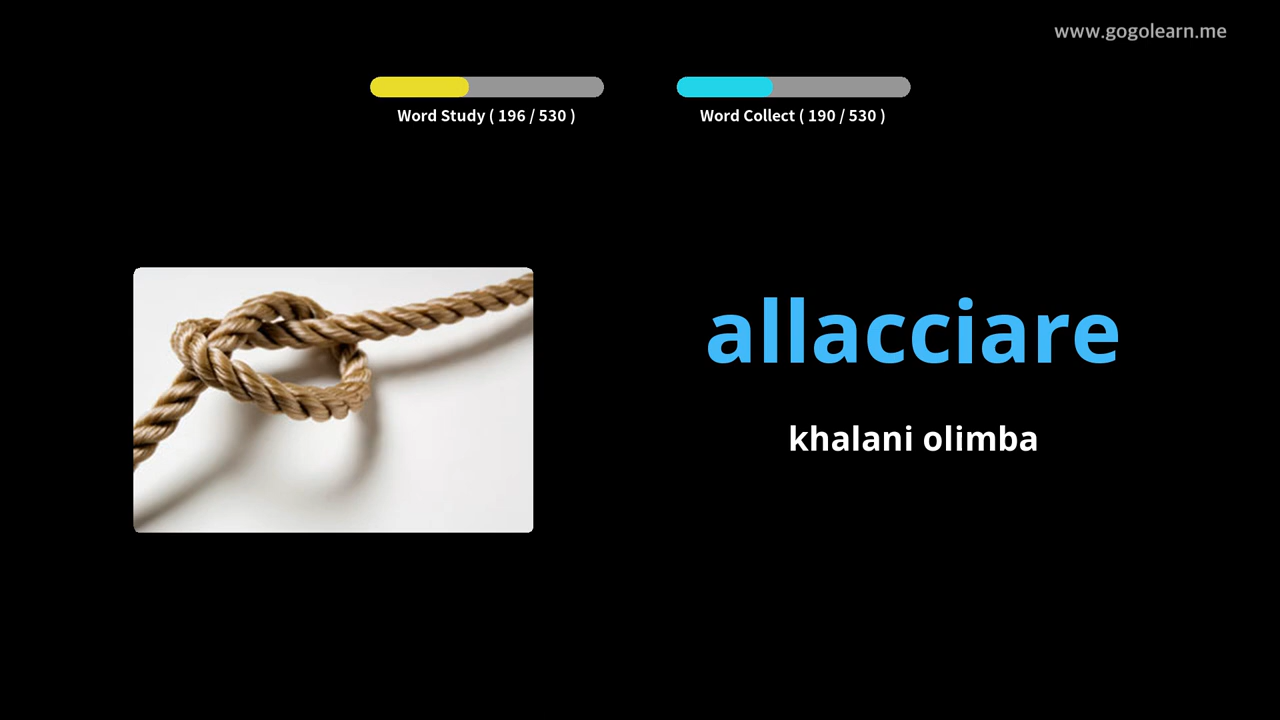 www.gogolearn.me
Word Study ( 196 / 530 )
Word Collect ( 190 / 530 )
allacciare
khalani olimba